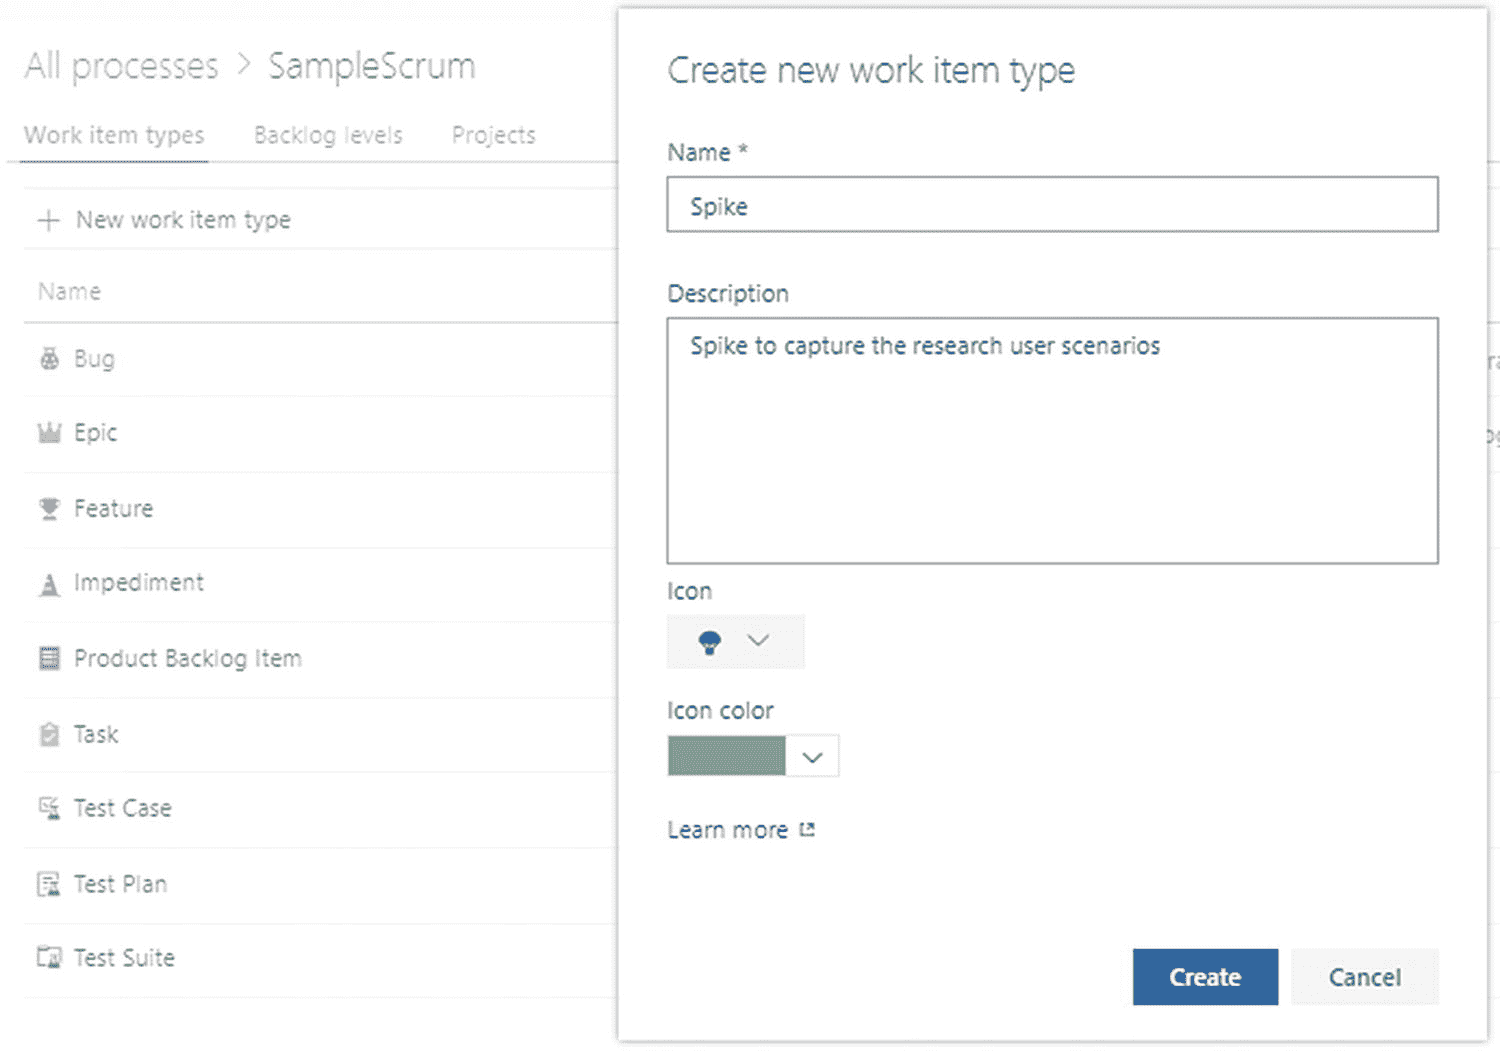 All processes > SampleScrum
Work item types Backlog levels Projects
+ New work item type
Name
Bug
Epic
Feature
Impediment
Product Backlog Item
Task
Test Case
Test Plan
Test Suite
Create new work item type
Name *
Spike
Description
Spike to capture the research user scenarios
Icon
Icon color
Learn more
Create Cancel